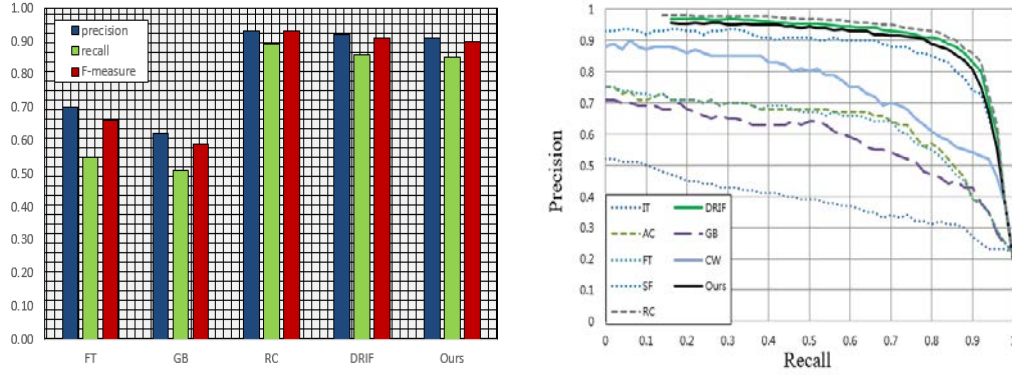 1.00
0.90
0.80
0.70
0.60
0.50
0.40
0.30
0.20
0.10
0.00
precision
recall
F-measure
FT GB RC DRIF Ours
1
0.9
0.8
0.7
0.6
0.5
0.4
0.3
0.2
0.1
0
Precision
IT DRIF
AC GB
FT CW
SF Ours
RC
0 0.1 0.2 0.3 0.4 0.5 0.6 0.7 0.8 0.9 1
Recall